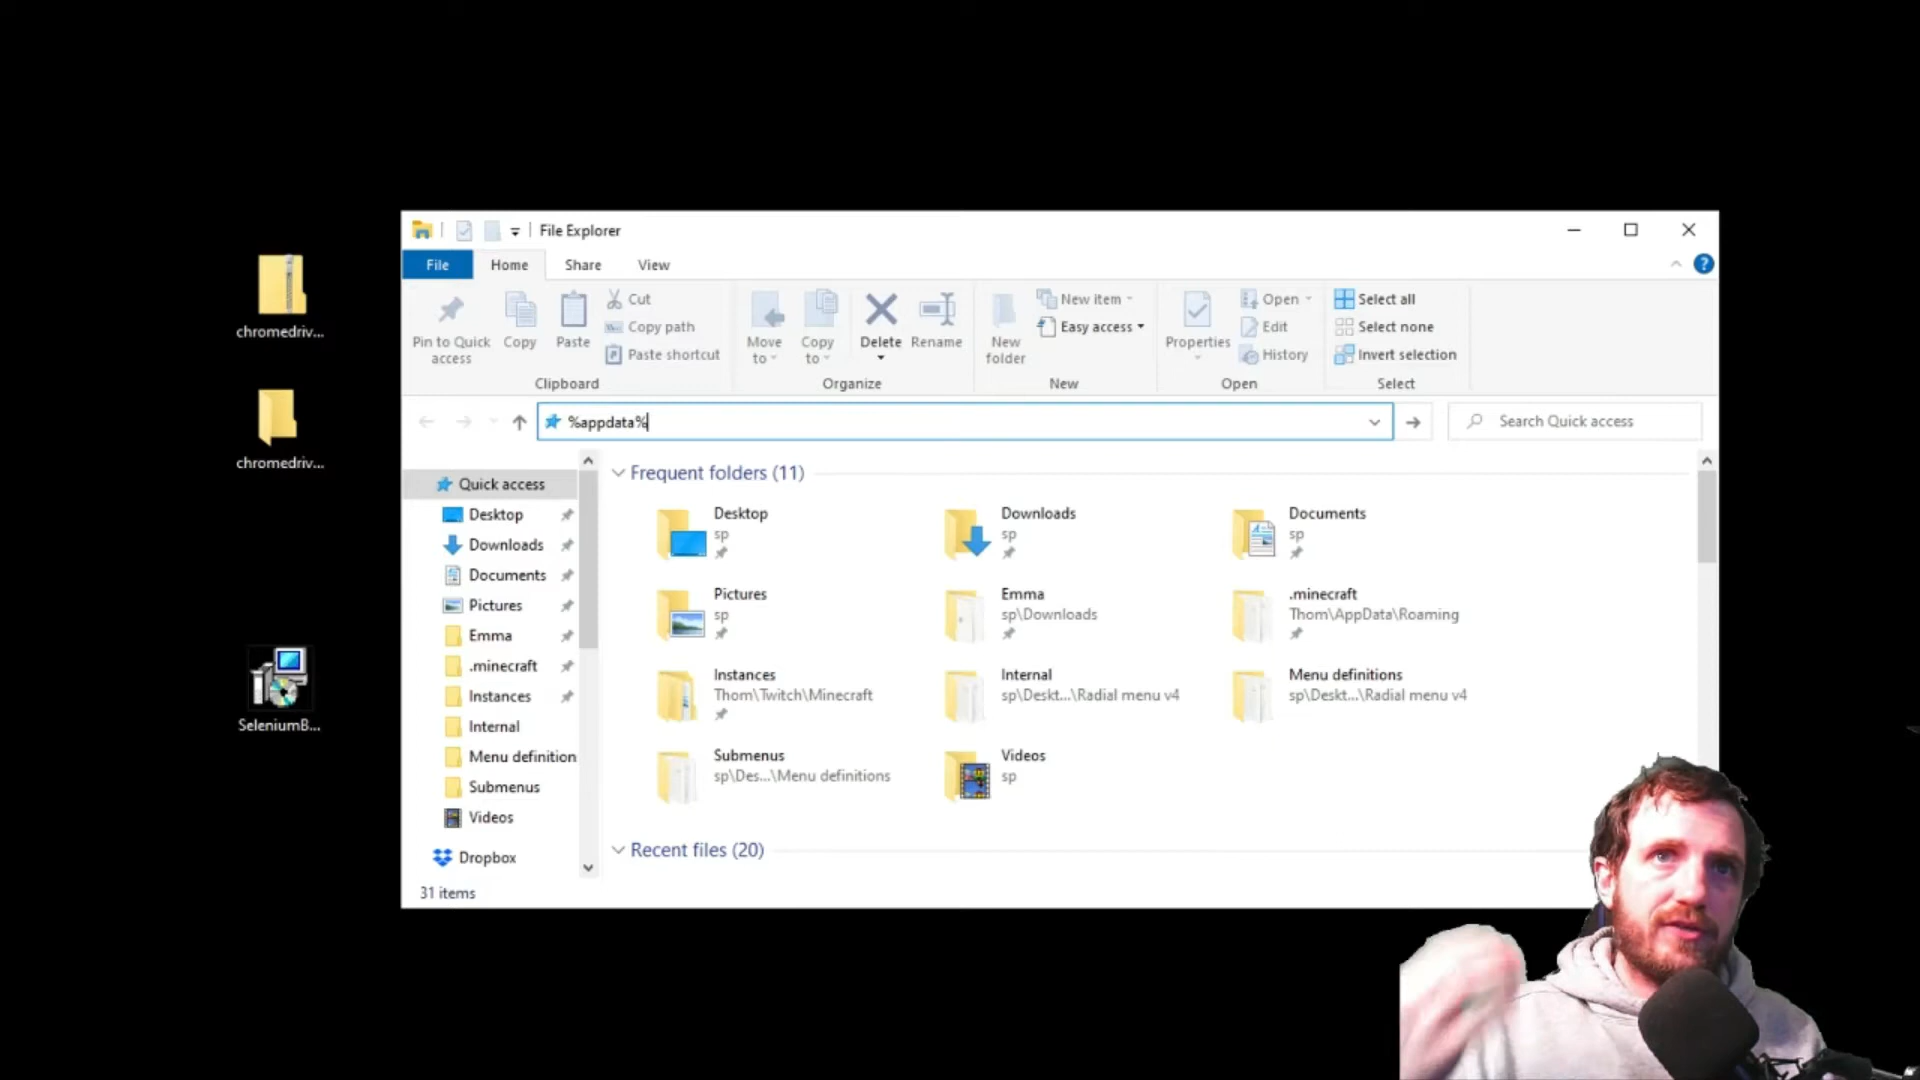 chromedriv...
chromedriv...
SeleniumB...
File Explorer
File
Home
Share
View
Pin to Quick access
Copy
Paste
Cut
Copy path
Paste shortcut
Clipboard
Move to
Copy to
Delete
Rename
Organize
New folder
New item
Easy access
New
Properties
Open
Edit
History
Open
Select all
Select none
Invert selection
Select
%appdata%
Search Quick access
Quick access
Desktop
Downloads
Documents
Pictures
Emma
.minecraft
Instances
Internal
Menu definition
Submenus
Videos
Dropbox
31 items
Frequent folders (11)
Desktop
sp
Downloads
sp
Documents
sp
Pictures
sp
Emma
sp\Downloads
.minecraft
Thom\AppData\Roaming
Instances
Thom\Twitch\Minecraft
Internal
sp\Deskt...\Radial menu v4
Menu definitions
sp\Deskt...\Radial menu v4
Submenus
sp\Des...\Menu definitions
Videos
sp
Recent files (20)